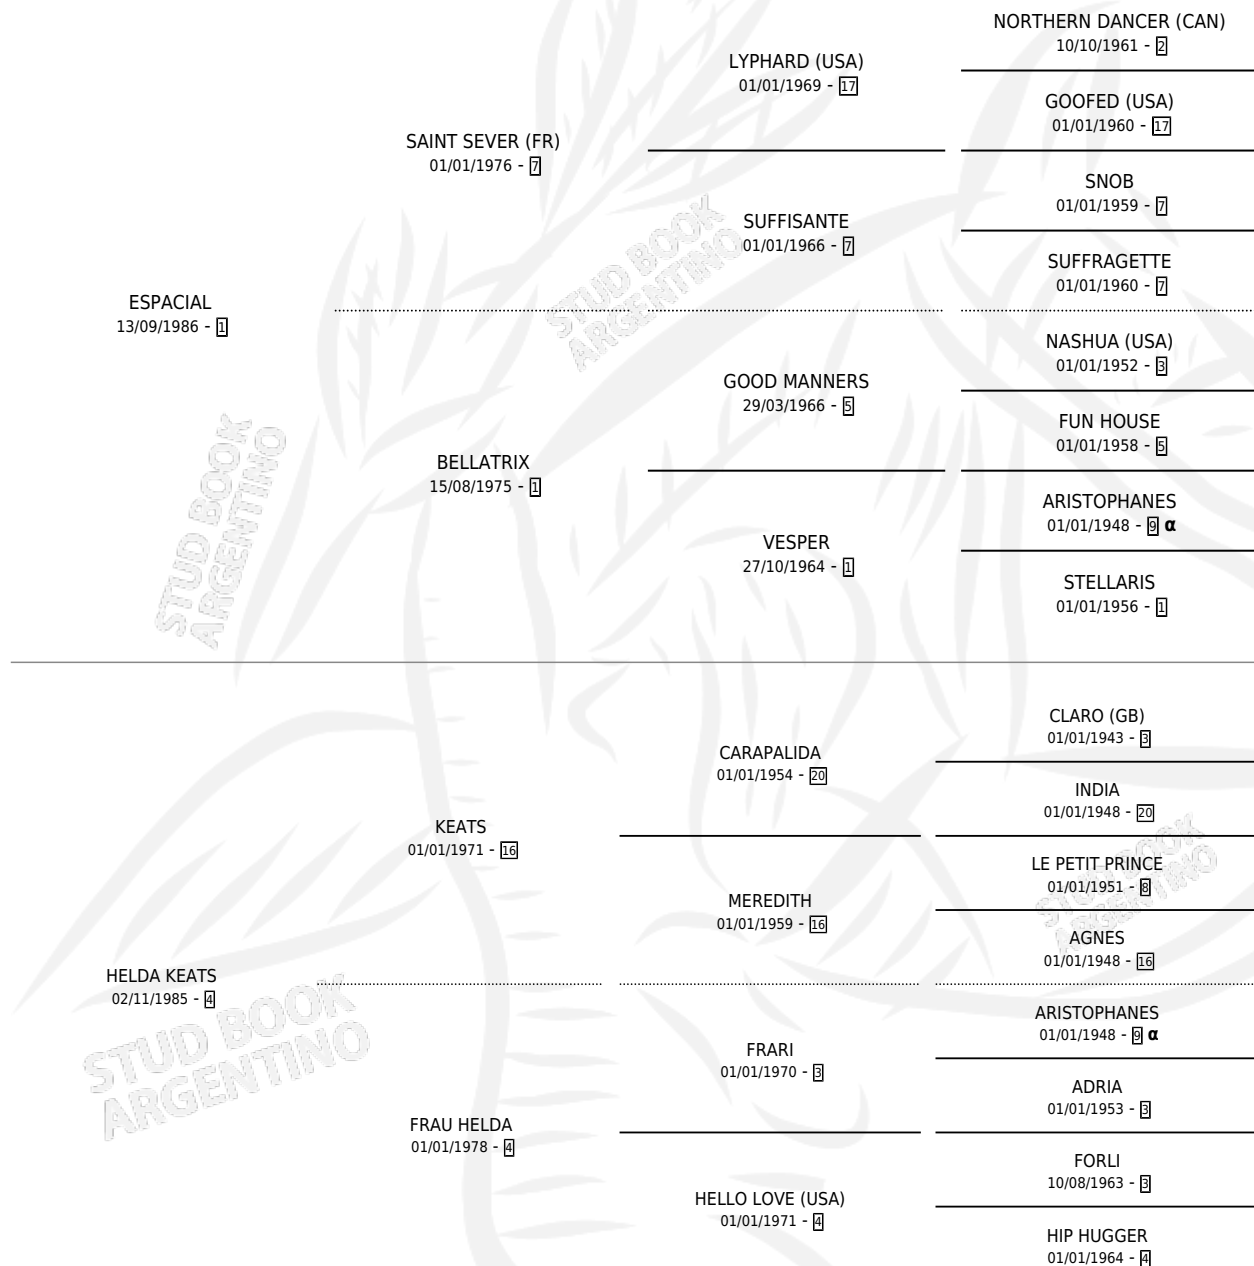 NORTHERN DANCER (CAN)
10/10/1961 - 2
LYPHARD (USA)
01/01/1969 - 17
GOOFED (USA)
01/01/1960 - 17
SAINT SEVER (FR)
01/01/1976 - 7
SNOB
01/01/1959 - 7
SUFFISANTE
01/01/1966 - 7
SUFFRAGETTE
01/01/1960 - 7
ESPACIAL
13/09/1986 - 1
NASHUA (USA)
01/01/1952 - 3
GOOD MANNERS
29/03/1966 - 5
FUN HOUSE
01/01/1958 - 5
BELLATRIX
15/08/1975 - 1
ARISTOPHANES
01/01/1948 - 9 α
VESPER
27/10/1964 - 1
STELLARIS
01/01/1956 - 1
CLARO (GB)
01/01/1943 - 3
CARAPALIDA
01/01/1954 - 20
INDIA
01/01/1948 - 20
KEATS
01/01/1971 - 16
LE PETIT PRINCE
01/01/1951 - 8
MEREDITH
01/01/1959 - 16
AGNES
01/01/1948 - 16
HELDA KEATS
02/11/1985 - 4
ARISTOPHANES
01/01/1948 - 9 α
FRARI
01/01/1970 - 3
ADRIA
01/01/1953 - 3
FRAU HELDA
01/01/1978 - 4
FORLI
10/08/1963 - 3
HELLO LOVE (USA)
01/01/1971 - 4
HIP HUGGER
01/01/1964 - 4
STUD BOOK
ARGENTINO
STUD BOOK
ARGENTINO
STUD BOOK
ARGENTINO
STUD BOOK
ARGENTINO